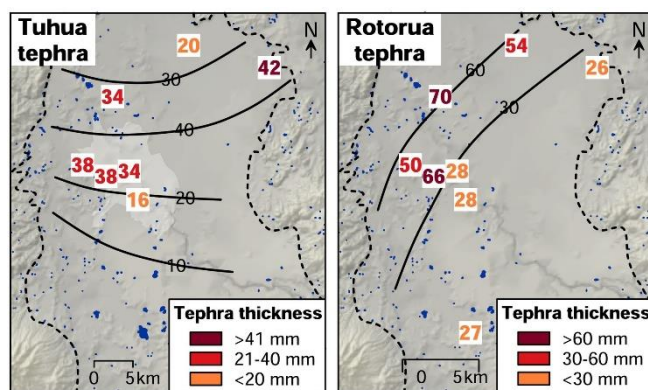 Tuhua
tephra
N
20
42
30
34
40
38
38
34
16
20
10
Tephra thickness
>41 mm
21-40 mm
<20 mm
0 5km
Rotorua
tephra
N
54
26
60
70
30
50
66
28
28
27
Tephra thickness
>60 mm
30-60 mm
<30 mm
0 5km